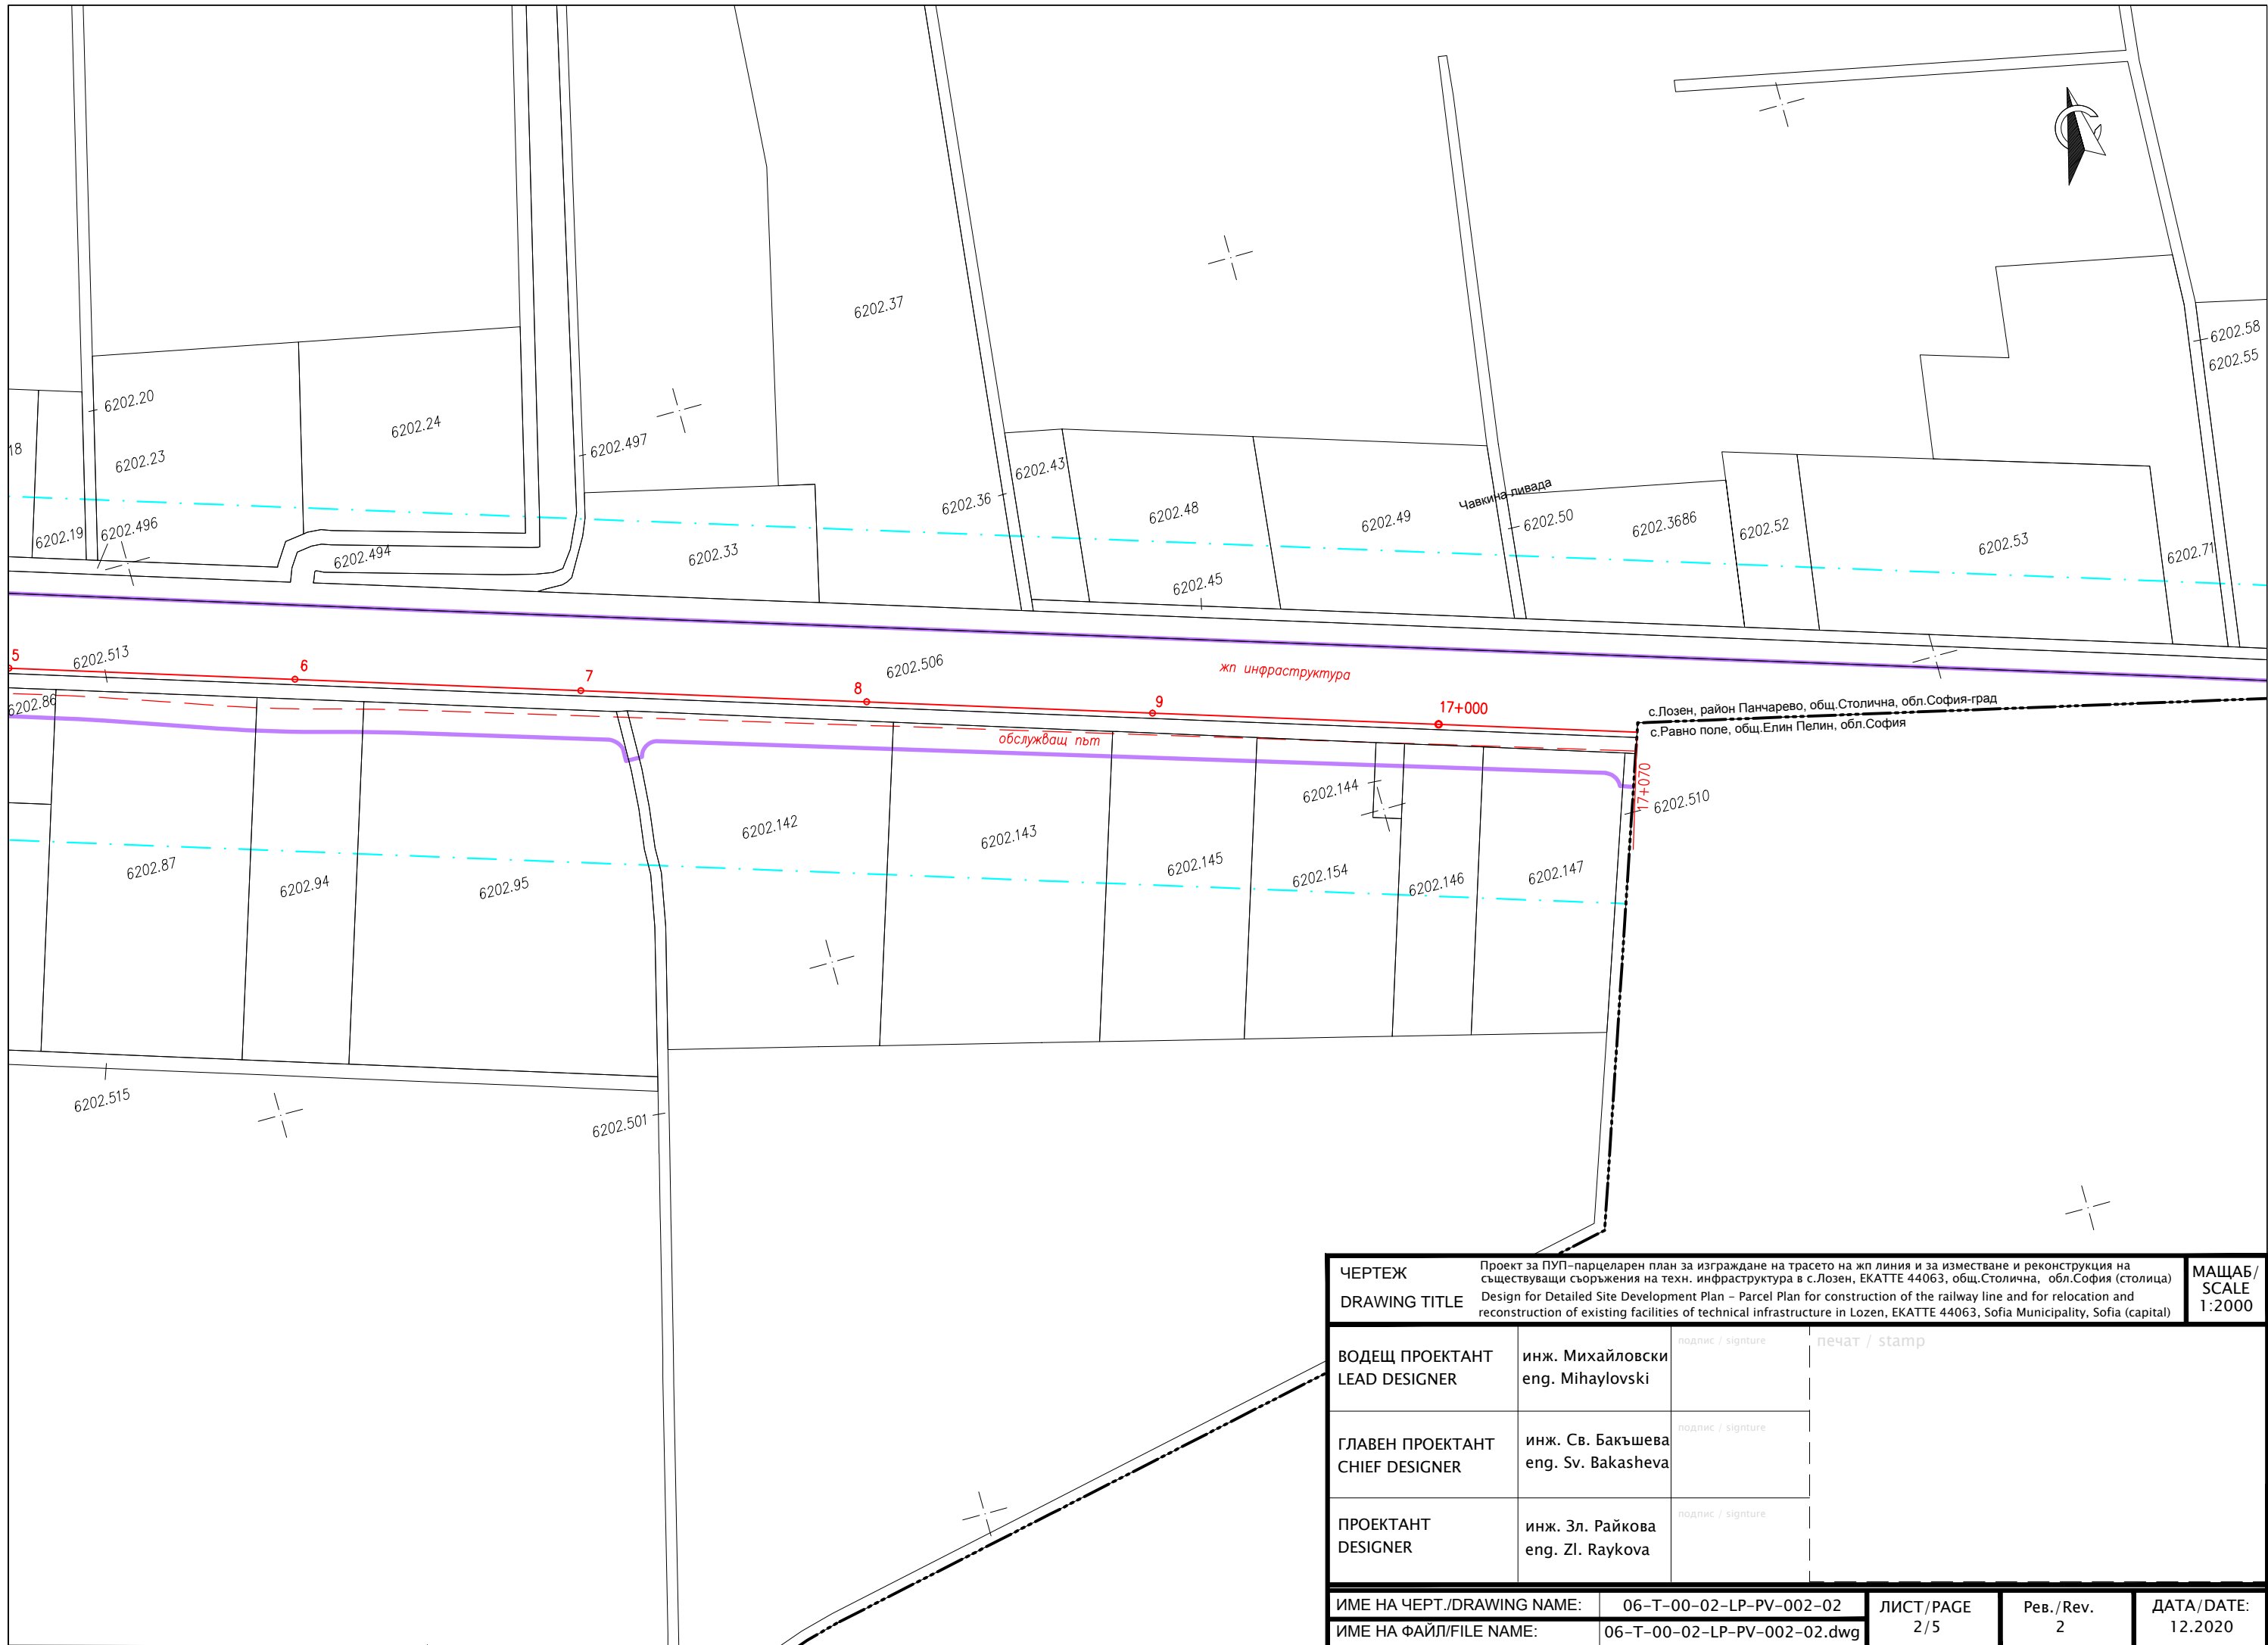 6202.37
6202.58
6202.55
6202.20
6202.24
18
6202.23
6202.497
6202.43
6202.36
6202.48
6202.49
Чавкина ливада
6202.50
6202.3686
6202.52
6202.53
6202.71
6202.19
6202.496
6202.494
6202.33
6202.45
5
6202.513
6
7
6202.506
жп инфраструктура
8
9
17+000
с.Лозен, район Панчарево, общ.Столична, обл.София-град
с.Равно поле, общ.Елин Пелин, обл.София
6202.86
обслужващ път
17+070
6202.144
6202.510
6202.142
6202.143
6202.145
6202.154
6202.146
6202.147
6202.87
6202.94
6202.95
6202.515
6202.501
ЧЕРТЕЖ
DRAWING TITLE
Проект за ПУП-парцеларен план за изграждане на трасето на жп линия и за изместване и реконструкция на
съществуващи съоръжения на техн. инфраструктура в с.Лозен, ЕКАТТЕ 44063, общ.Столична, обл.София (столица)
Design for Detailed Site Development Plan - Parcel Plan for construction of the railway line and for relocation and
reconstruction of existing facilities of technical infrastructure in Lozen, EKATTE 44063, Sofia Municipality, Sofia (capital)
МАЩАБ/
SCALE
1:2000
ВОДЕЩ ПРОЕКТАНТ
LEAD DESIGNER
инж. Михайловски
eng. Mihaylovski
подпис / signture
печат / stamp
ГЛАВЕН ПРОЕКТАНТ
CHIEF DESIGNER
инж. Св. Бакъшева
eng. Sv. Bakasheva
подпис / signture
ПРОЕКТАНТ
DESIGNER
инж. Зл. Райкова
eng. Zl. Raykova
подпис / signture
ИМЕ НА ЧЕРТ./DRAWING NAME:
06-T-00-02-LP-PV-002-02
ИМЕ НА ФАЙЛ/FILE NAME:
06-T-00-02-LP-PV-002-02.dwg
ЛИСТ/PAGE
2/5
Рев./Rev.
2
ДАТА/DATE:
12.2020